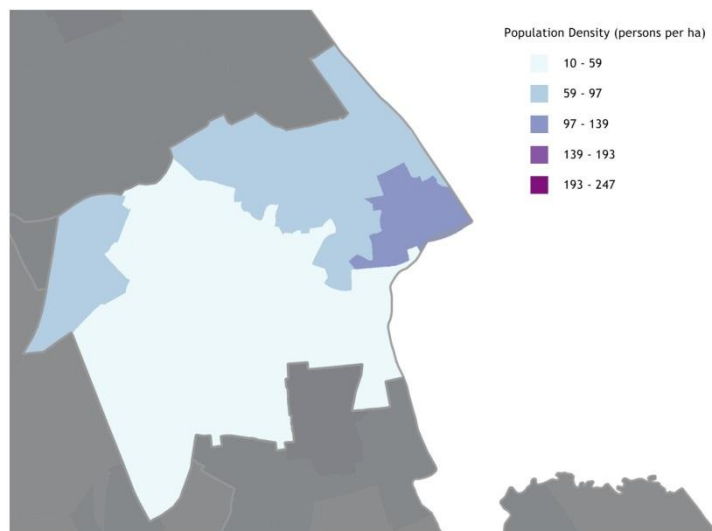 Population Density (persons per ha)
10 - 59
59 - 97
97 - 139
139 - 193
193 - 247